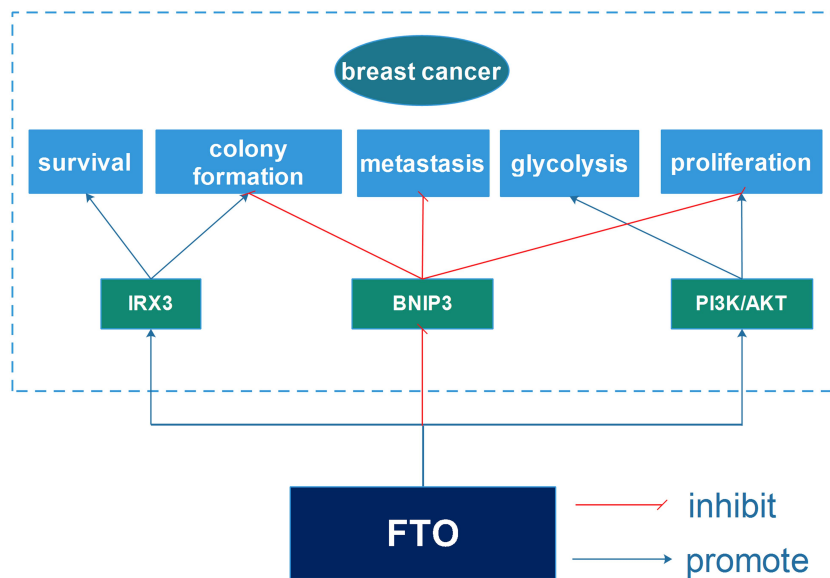 breast cancer
survival
colony
formation
metastasis
glycolysis
proliferation
IRX3
BNIP3
PI3K/AKT
FTO
inhibit
promote